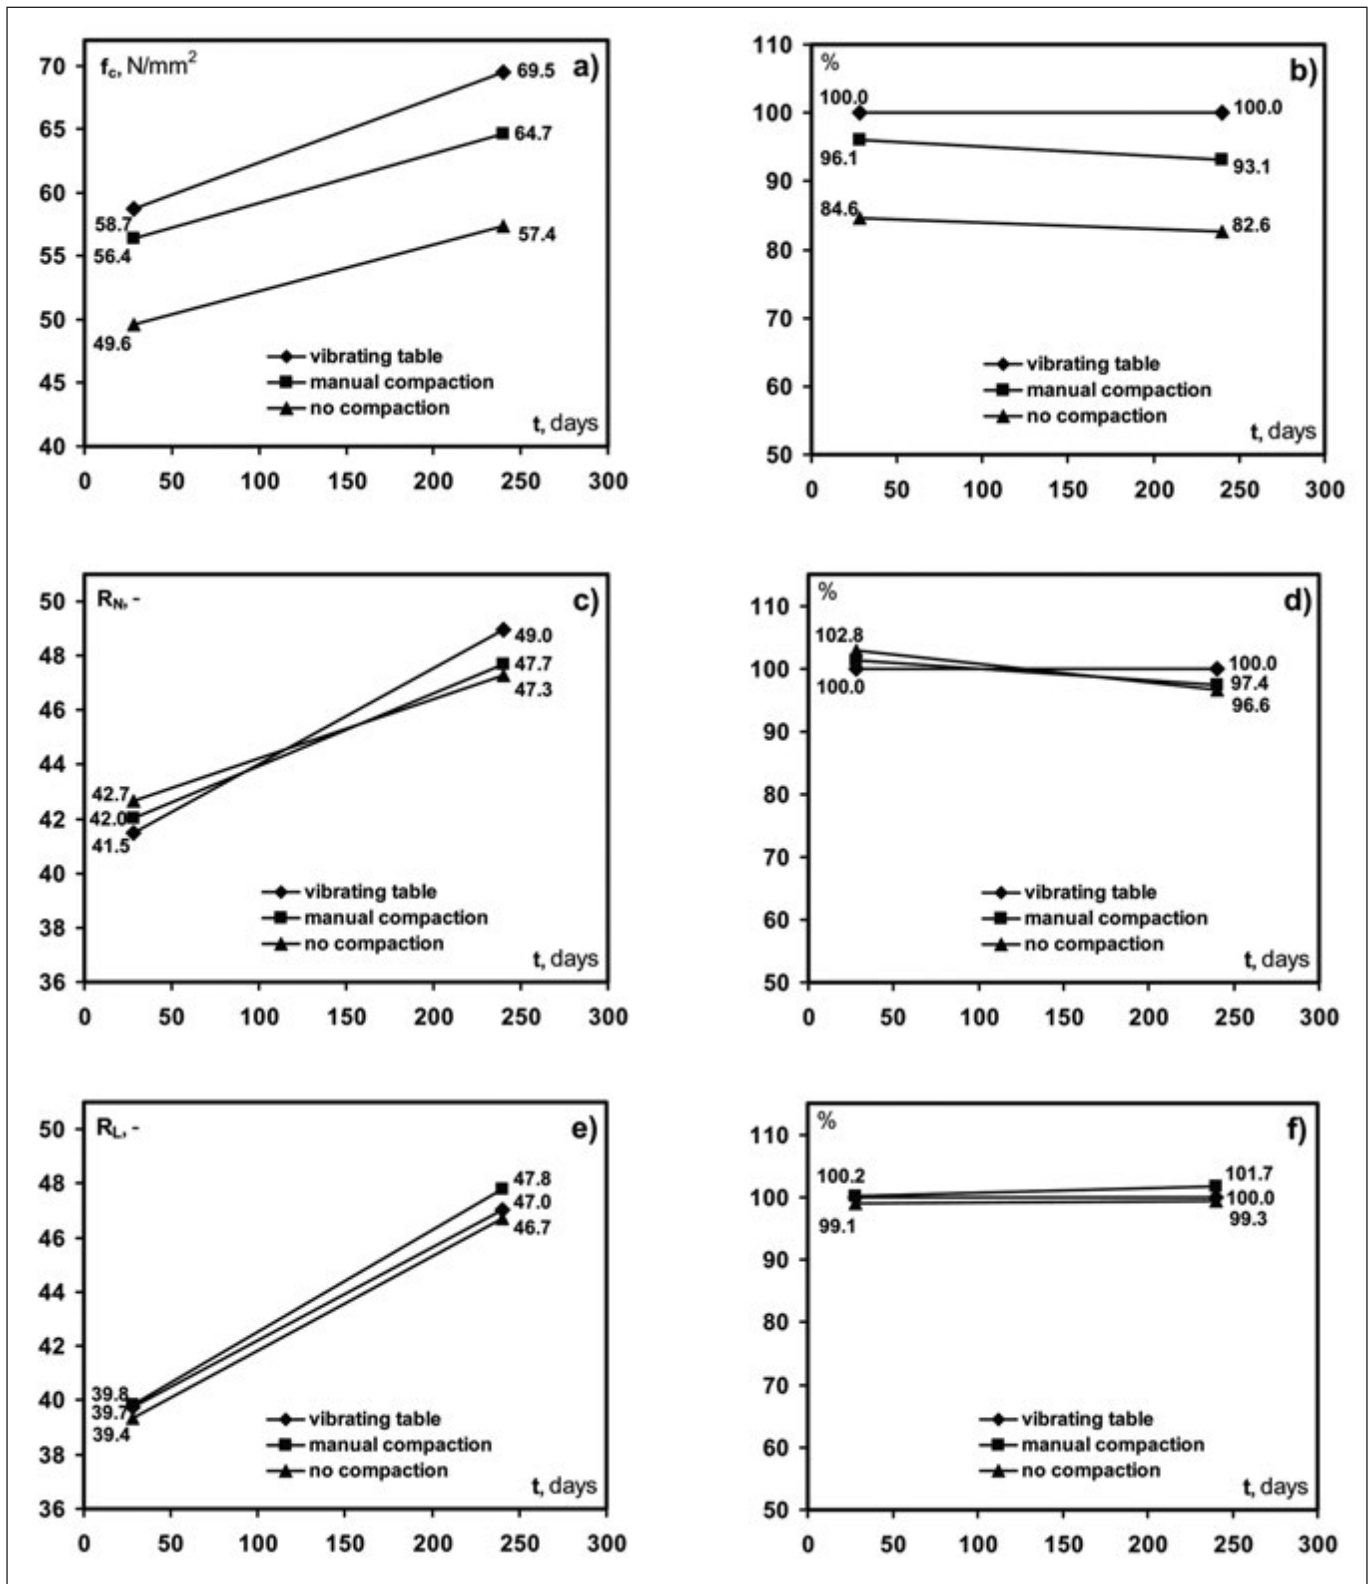 f_c, N/mm² a)
70
65
60
55
50
45
40
69.5
64.7
57.4
58.7
56.4
49.6
vibrating table
manual compaction
no compaction
t, days
0 50 100 150 200 250 300
% b)
110
100
90
80
70
60
50
100.0
96.1
84.6
100.0
93.1
82.6
vibrating table
manual compaction
no compaction
t, days
0 50 100 150 200 250 300
R_N, - c)
50
48
46
44
42
40
38
36
49.0
47.7
47.3
42.7
42.0
41.5
vibrating table
manual compaction
no compaction
t, days
0 50 100 150 200 250 300
% d)
110
100
90
80
70
60
50
102.8
100.0
100.0
97.4
96.6
vibrating table
manual compaction
no compaction
t, days
0 50 100 150 200 250 300
R_L, - e)
50
48
46
44
42
40
38
36
47.8
47.0
46.7
39.8
39.7
39.4
vibrating table
manual compaction
no compaction
t, days
0 50 100 150 200 250 300
% f)
110
100
90
80
70
60
50
100.2
99.1
101.7
100.0
99.3
vibrating table
manual compaction
no compaction
t, days
0 50 100 150 200 250 300